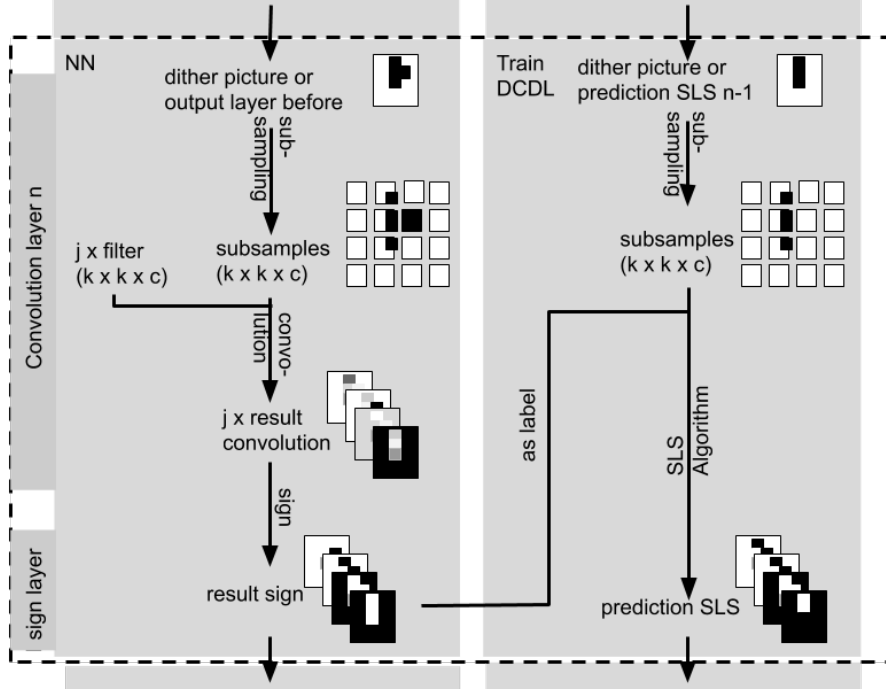 NN
dither picture or
output layer before
sub-
sampling
j x filter
(k x k x c)
subsamples
(k x k x c)
convo-
lution
j x result
convolution
sign
result sign
Convolution layer n
sign layer
Train
DCDL
dither picture or
prediction SLS n-1
sub-
sampling
subsamples
(k x k x c)
as label
SLS
Algorithm
prediction SLS